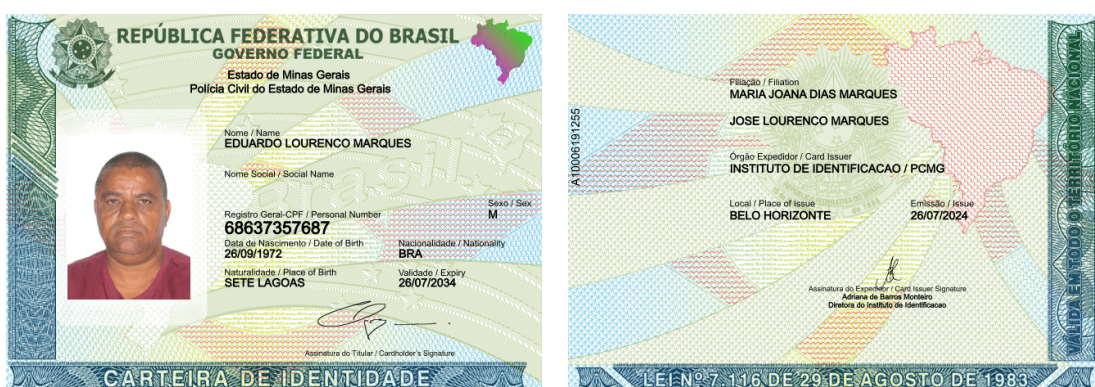 REPÚBLICA FEDERATIVA DO BRASIL
GOVERNO FEDERAL
Estado de Minas Gerais
Polícia Civil do Estado de Minas Gerais
Nome / Name
EDUARDO LOURENCO MARQUES
Nome Social / Social Name
Registro Geral-CPF / Personal Number
68637357687
Sexo / Sex
M
Data de Nascimento / Date of Birth
26/09/1972
Nacionalidade / Nationality
BRA
Naturalidade / Place of Birth
SETE LAGOAS
Validade / Expiry
26/07/2034
Assinatura do Titular / Cardholder's Signature
CARTEIRA DE IDENTIDADE
A10006191255
Filiação / Filiation
MARIA JOANA DIAS MARQUES
JOSE LOURENCO MARQUES
Órgão Expedidor / Card Issuer
INSTITUTO DE IDENTIFICACAO / PCMG
Local / Place of Issue
BELO HORIZONTE
Emissão / Issue
26/07/2024
Assinatura do Expedidor / Card Issuer Signature
Adriana de Barros Monteiro
Diretora do Instituto de Identificacao
VALIDA EM TODO O TERRITÓRIO NACIONAL
LEI Nº 7.116 DE 29 DE AGOSTO DE 1983